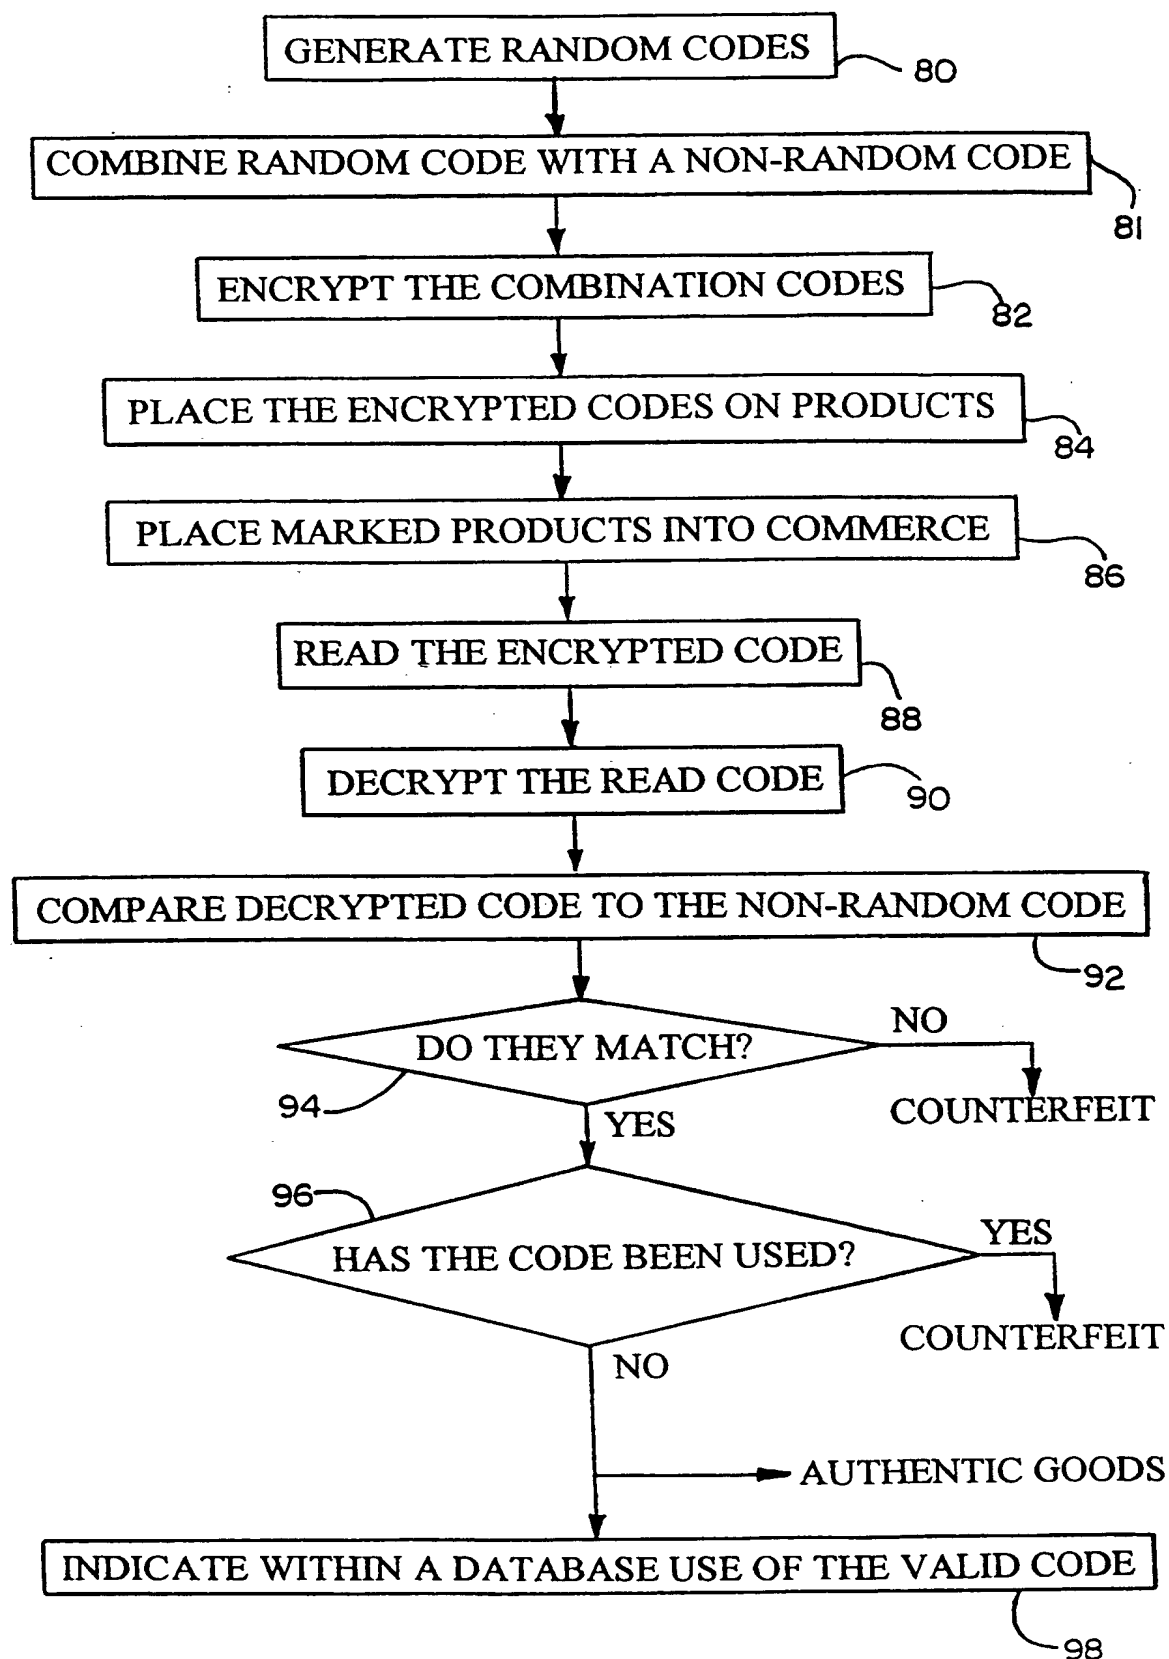 GENERATE RANDOM CODES
80
COMBINE RANDOM CODE WITH A NON-RANDOM CODE
81
ENCRYPT THE COMBINATION CODES
82
PLACE THE ENCRYPTED CODES ON PRODUCTS
84
PLACE MARKED PRODUCTS INTO COMMERCE
86
READ THE ENCRYPTED CODE
88
DECRYPT THE READ CODE
90
COMPARE DECRYPTED CODE TO THE NON-RANDOM CODE
92
DO THEY MATCH?
NO
94
COUNTERFEIT
YES
96
HAS THE CODE BEEN USED?
YES
COUNTERFEIT
NO
AUTHENTIC GOODS
INDICATE WITHIN A DATABASE USE OF THE VALID CODE
98